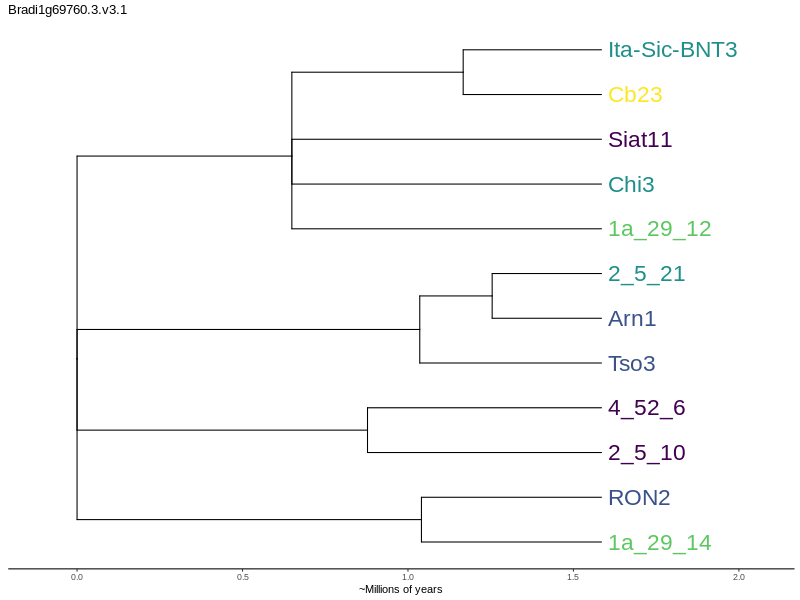 Bradi1g69760.3.v3.1
Ita-Sic-BNT3
Cb23
Siat11
Chi3
1a_29_12
2_5_21
Arn1
Tso3
4_52_6
2_5_10
RON2
1a_29_14
0.0 0.5 1.0 1.5 2.0
~Millions of years